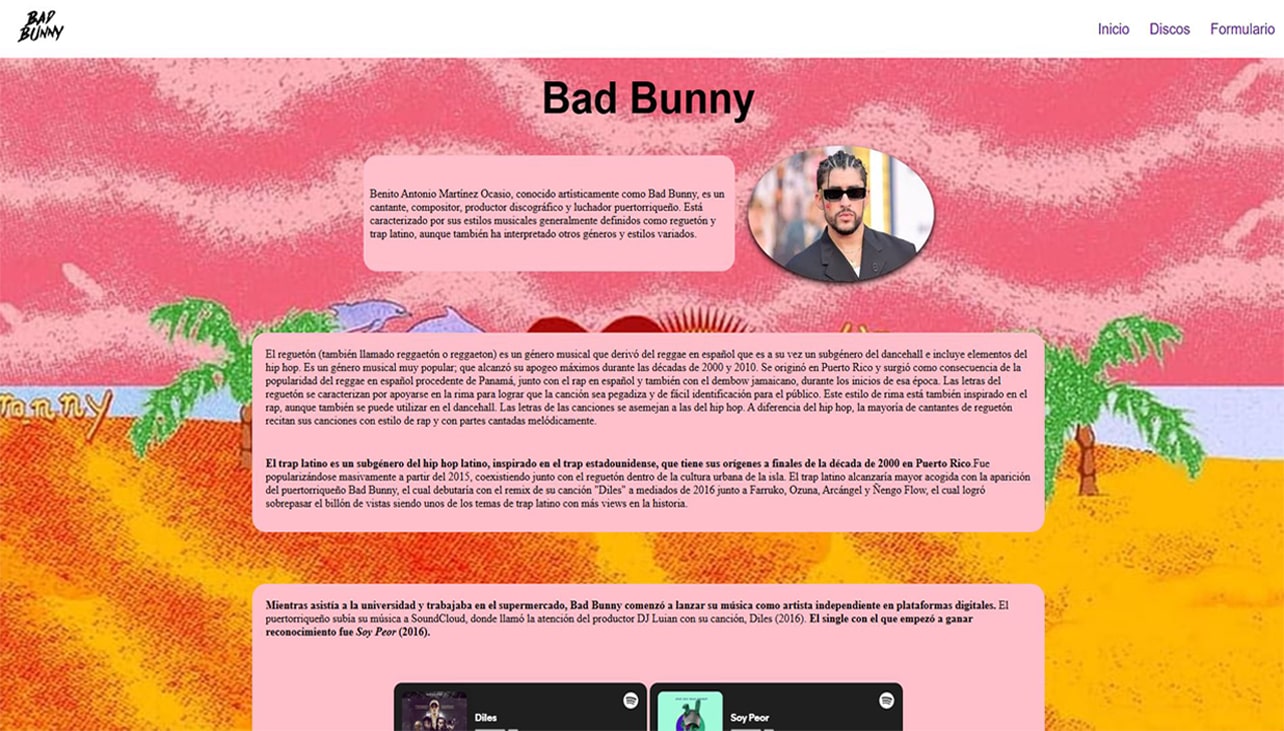 BAD
BUNNY
Inicio Discos Formulario
Bad Bunny
Benito Antonio Martínez Ocasio, conocido artísticamente como Bad Bunny, es un
cantante, compositor, productor discográfico y luchador puertorriqueño. Está
caracterizado por sus estilos musicales generalmente definidos como reguetón y
trap latino, aunque también ha interpretado otros géneros y estilos variados.
El reguetón (también llamado reggaetón o reggaeton) es un género musical que derivó del reggae en español que es a su vez un subgénero del dancehall e incluye elementos del
hip hop. Es un género musical muy popular; que alcanzó su apogeo máximos durante las décadas de 2000 y 2010. Se originó en Puerto Rico y surgió como consecuencia de la
popularidad del reggae en español procedente de Panamá, junto con el rap en español y también con el dembow jamaicano, durante los inicios de esa época. Las letras del
reguetón se caracterizan por apoyarse en la rima para lograr que la canción sea pegadiza y de fácil identificación para el público. Este estilo de rima está también inspirado en el
rap, aunque también se puede utilizar en el dancehall. Las letras de las canciones se asemejan a las del hip hop. A diferencia del hip hop, la mayoría de cantantes de reguetón
recitan sus canciones con estilo de rap y con partes cantadas melódicamente.
El trap latino es un subgénero del hip hop latino, inspirado en el trap estadounidense, que tiene sus orígenes a finales de la década de 2000 en Puerto Rico.Fue
popularizándose masivamente a partir del 2015, coexistiendo junto con el reguetón dentro de la cultura urbana de la isla. El trap latino alcanzaría mayor acogida con la aparición
del puertorriqueño Bad Bunny, el cual debutaria con el remix de su canción "Diles" a mediados de 2016 junto a Farruko, Ozuna, Arcángel y Ñengo Flow, el cual logró
sobrepasar el billón de vistas siendo unos de los temas de trap latino con más views en la historia.
Mientras asistía a la universidad y trabajaba en el supermercado, Bad Bunny comenzó a lanzar su música como artista independiente en plataformas digitales. El
puertorriqueño subía su música a SoundCloud, donde llamó la atención del productor DJ Luian con su canción, Diles (2016). El single con el que empezó a ganar
reconocimiento fue Soy Peor (2016).
Diles
Soy Peor